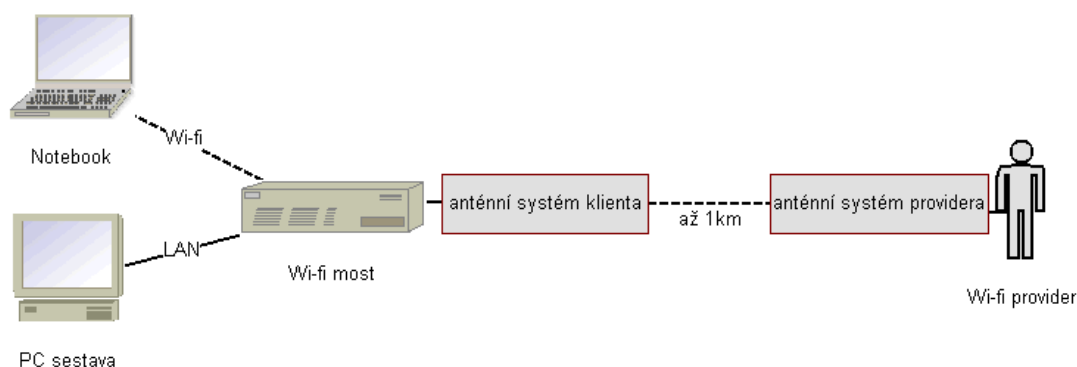 Notebook
Wi-fi
LAN
PC sestava
Wi-fi most
anténní systém klienta
až 1km
anténní systém providera
Wi-fi provider